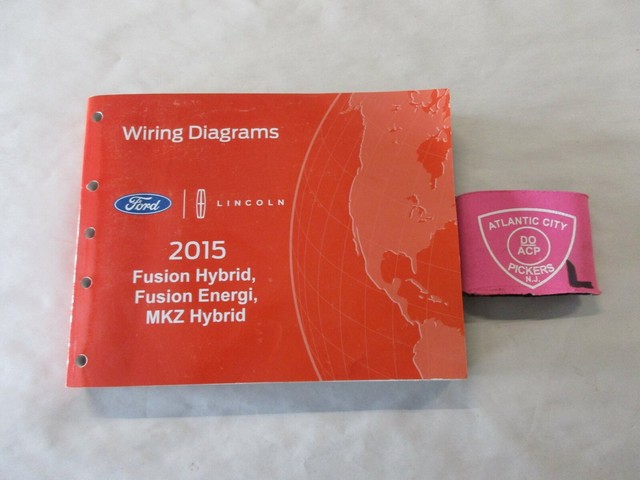 Wiring Diagrams
Ford
LINCOLN
2015
Fusion Hybrid,
Fusion Energi,
MKZ Hybrid
ATLANTIC CITY
DO
ACP
PICKERS
N.J.
L